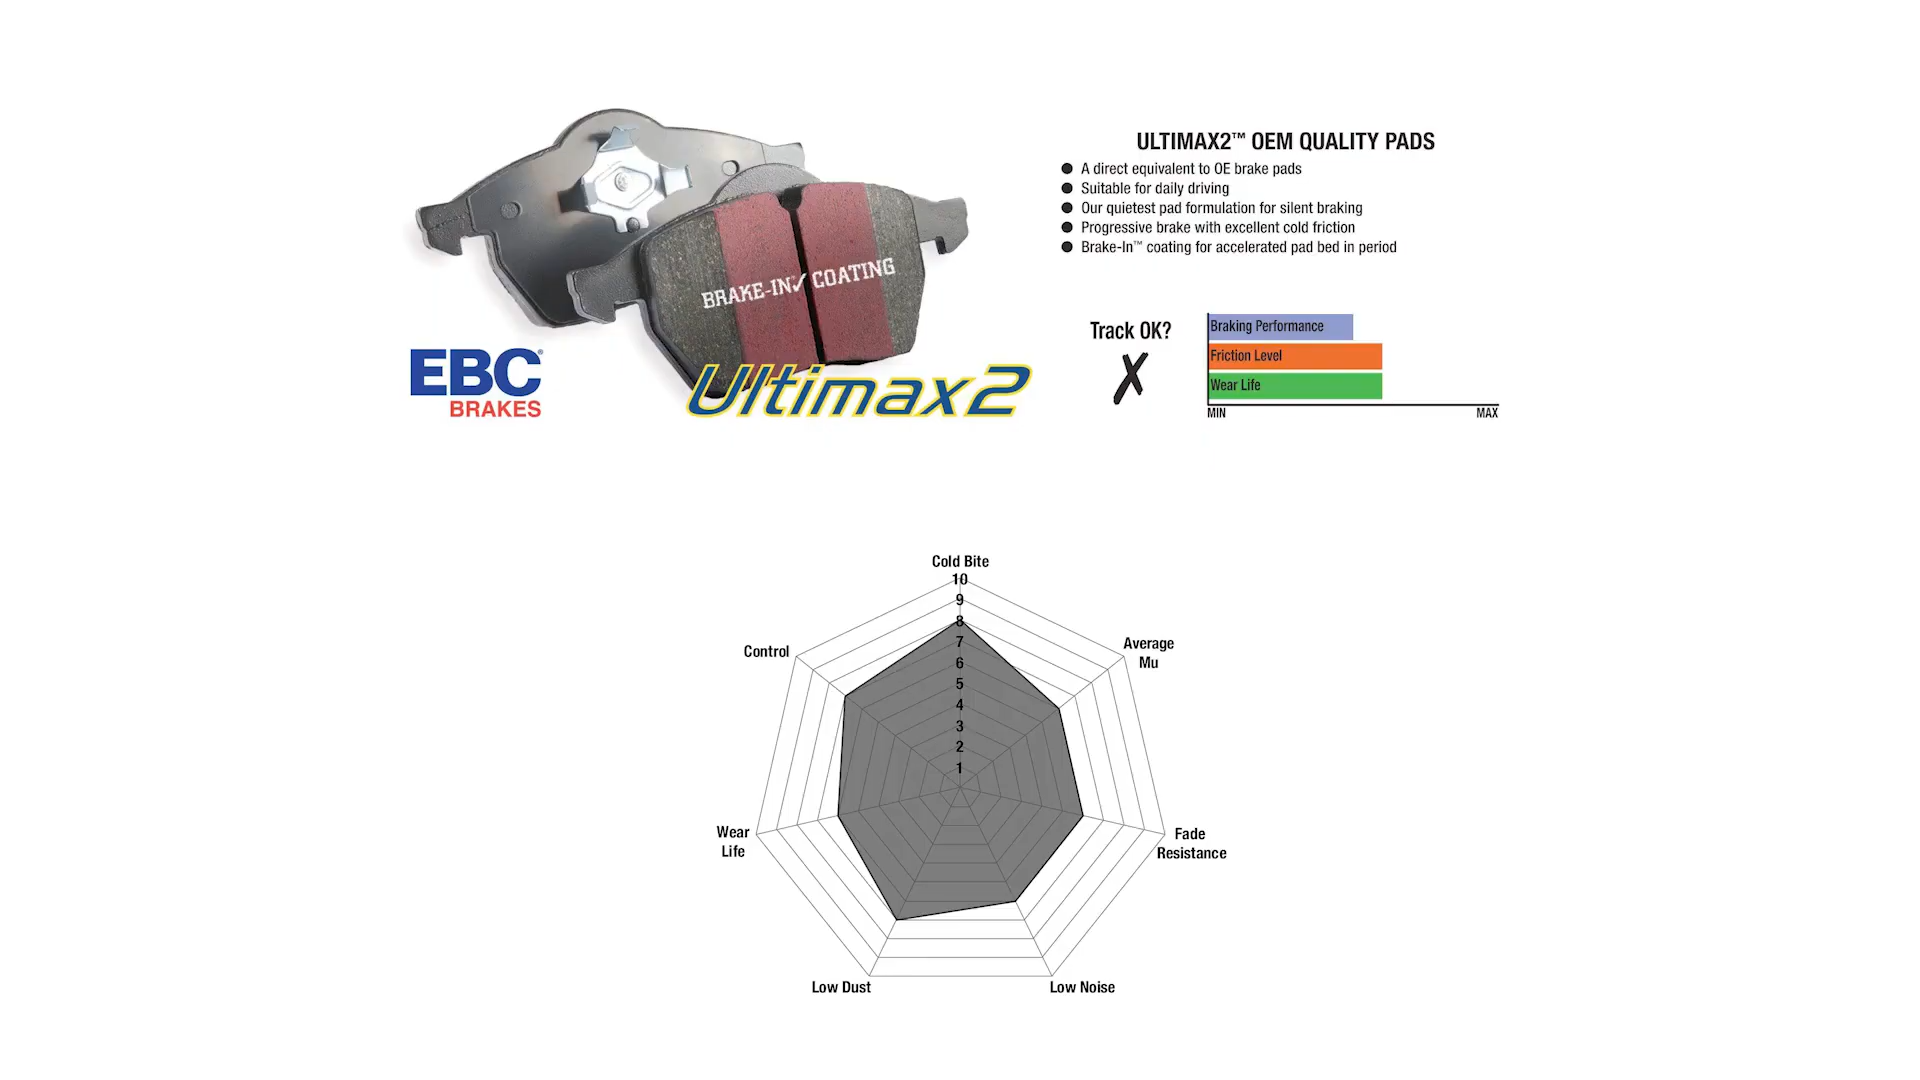 BRAKE-IN✓ COATING
EBC®
BRAKES
Ultimax2
ULTIMAX2™ OEM QUALITY PADS
● A direct equivalent to OE brake pads
● Suitable for daily driving
● Our quietest pad formulation for silent braking
● Progressive brake with excellent cold friction
● Brake-In™ coating for accelerated pad bed in period
Track OK?
✗
Braking Performance
Friction Level
Wear Life
MIN MAX
Cold Bite
10
9
8
7
6
5
4
3
2
1
Control
Average
Mu
Wear
Life
Fade
Resistance
Low Dust
Low Noise